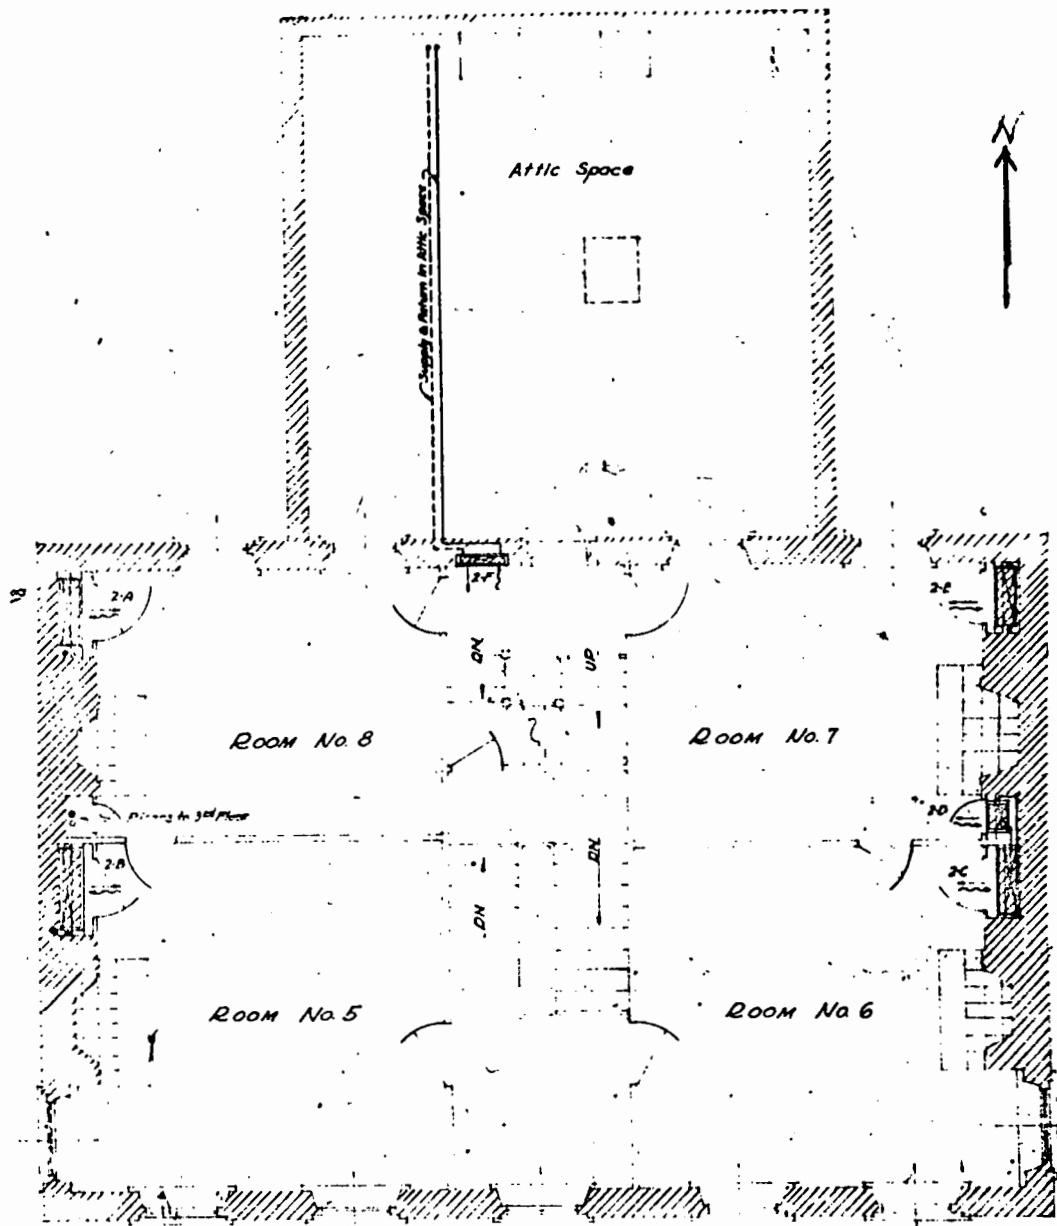 N
Attic Space
Supply & Return in Attic Space
2-A
2-F
2-E
DN.
UP
ROOM No. 8
ROOM No. 7
Piping to 3rd Floor
2-D
2-B
2-C
DN
DN
ROOM No. 5
ROOM No. 6